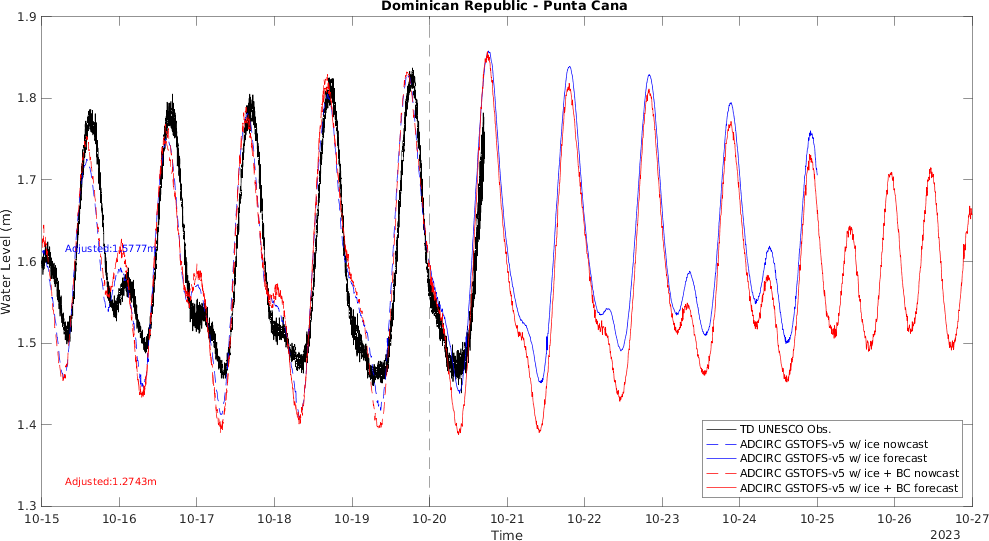 Dominican Republic - Punta Cana
Water Level (m)
1.9
1.8
1.7
1.6
1.5
1.4
1.3
Adjusted:1.5777m
Adjusted:1.2743m
TD UNESCO Obs.
ADCIRC GSTOFS-v5 w/ ice nowcast
ADCIRC GSTOFS-v5 w/ ice forecast
ADCIRC GSTOFS-v5 w/ ice + BC nowcast
ADCIRC GSTOFS-v5 w/ ice + BC forecast
10-15 10-16 10-17 10-18 10-19 10-20 10-21 10-22 10-23 10-24 10-25 10-26 10-27
Time
2023